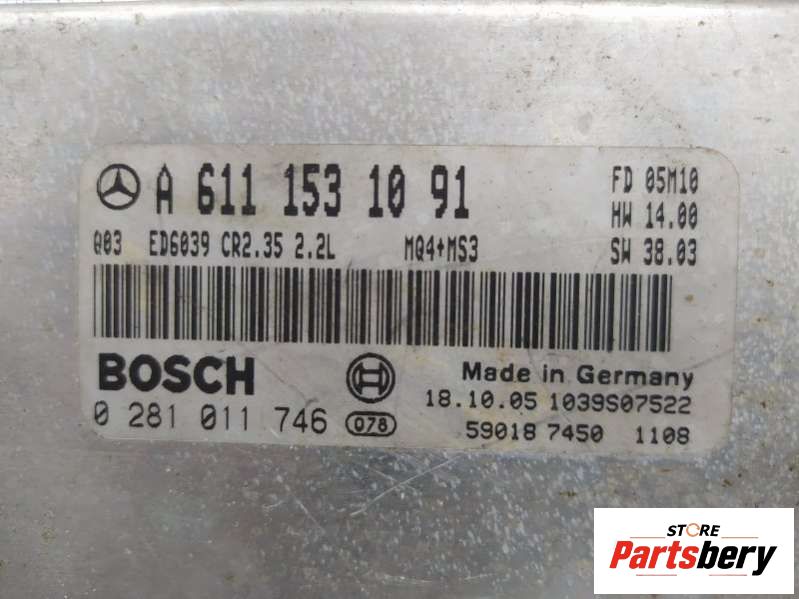 A 611 153 10 91
FD 05M10
HW 14.00
Q03 ED6039 CR2.35 2.2L MQ4+MS3 SW 38.03
BOSCH
Made in Germany
18.10.05 1039S07522
0 281 011 746 078
59018 7450 1108
STORE
Partsbery